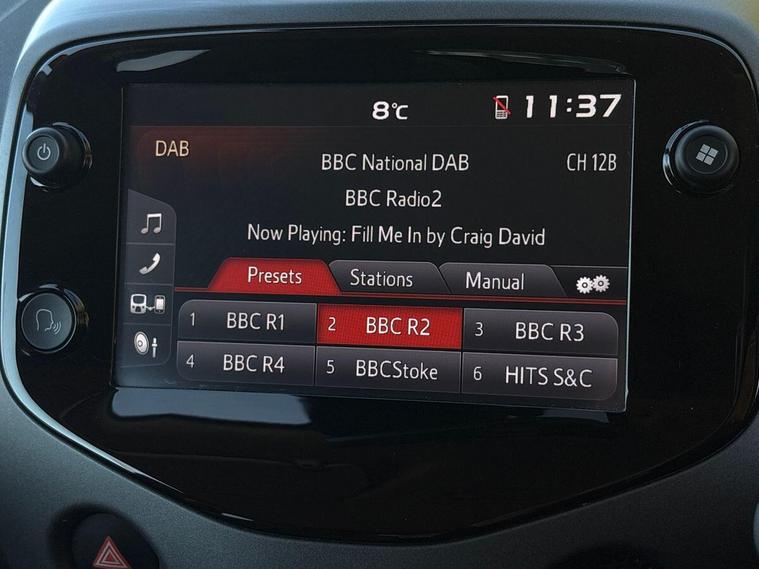 8°C 11:37
DAB BBC National DAB CH 12B
BBC Radio2
Now Playing: Fill Me In by Craig David
Presets Stations Manual
1 BBC R1 2 BBC R2 3 BBC R3
4 BBC R4 5 BBCStoke 6 HITS S&C